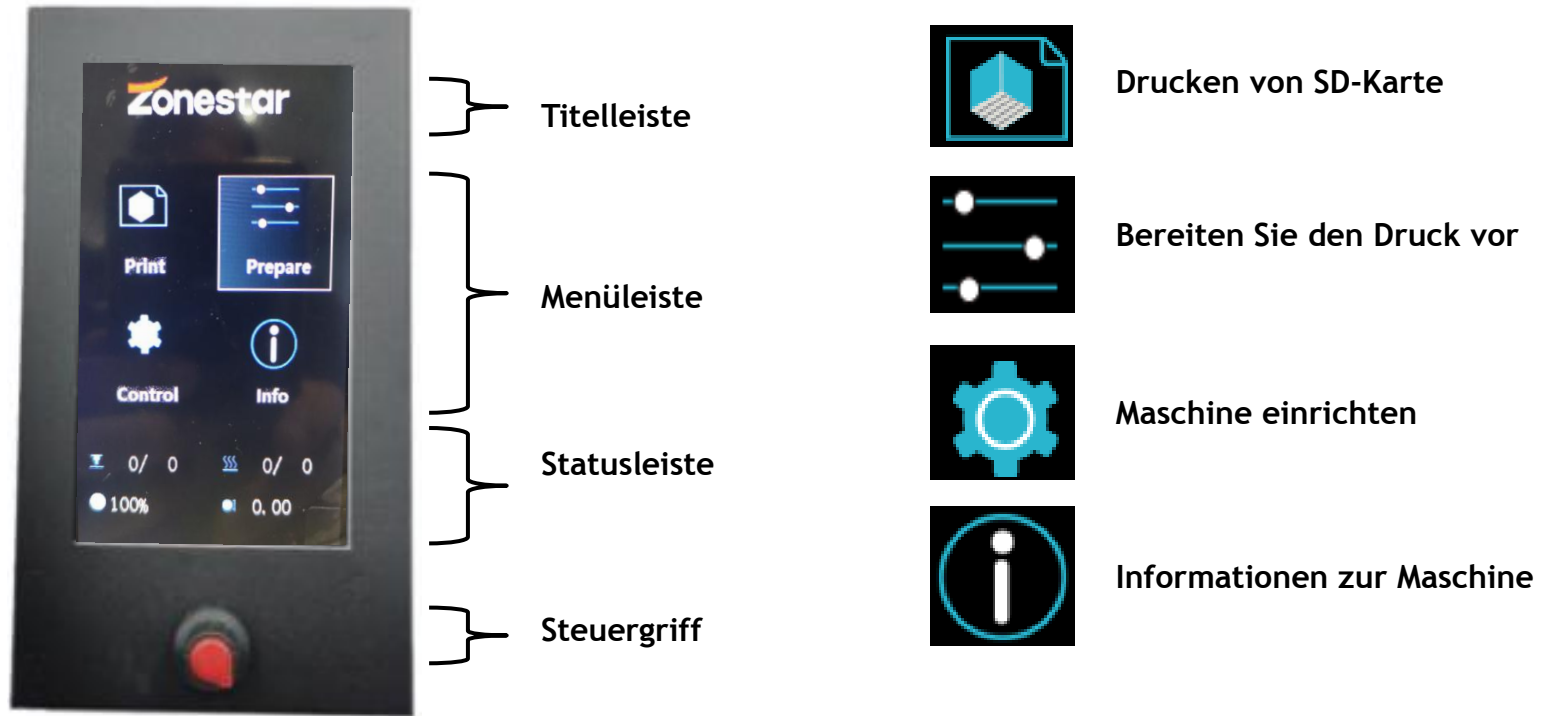 Zonestar
Print
Prepare
Control
Info
0/ 0
0/ 0
100%
0.00
Titelleiste
Menüleiste
Statusleiste
Steuergriff
Drucken von SD-Karte
Bereiten Sie den Druck vor
Maschine einrichten
Informationen zur Maschine